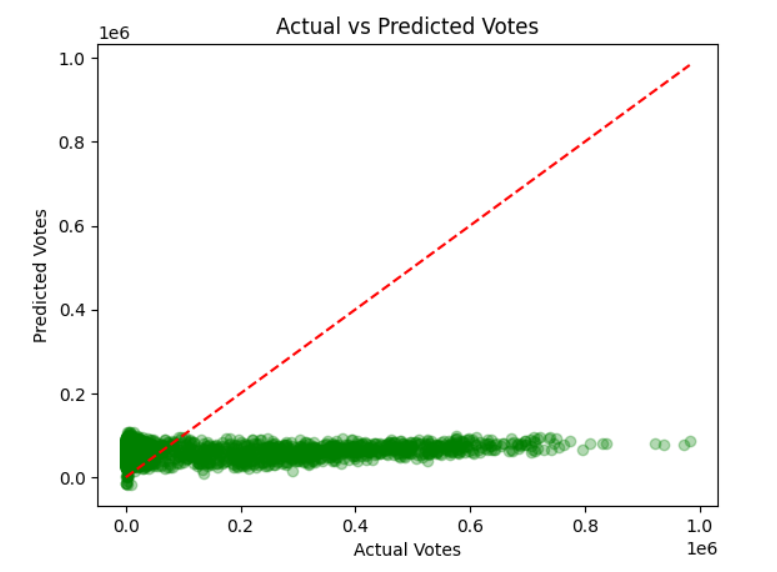 Actual vs Predicted Votes
1e6
1.0
0.8
0.6
0.4
0.2
0.0
Predicted Votes
0.0 0.2 0.4 0.6 0.8 1.0
Actual Votes
1e6